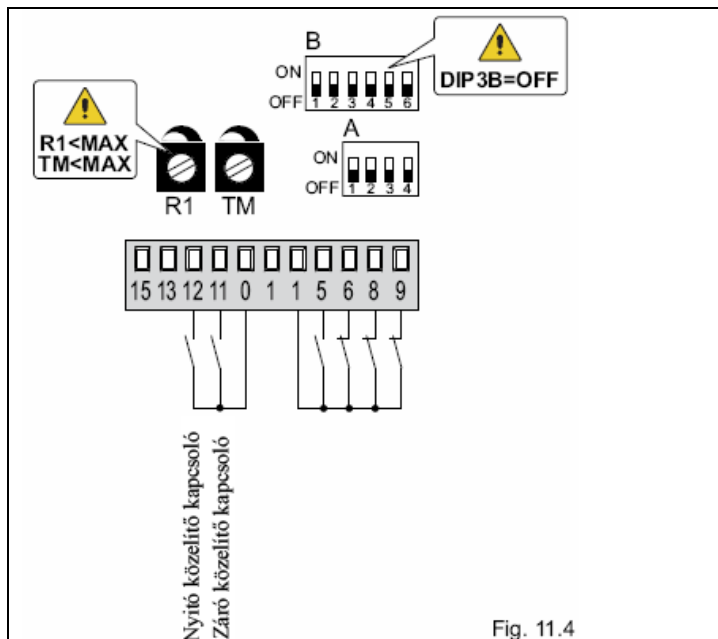 B
ON
OFF
1 2 3 4 5 6
DIP3B=OFF
R1<MAX
TM<MAX
A
ON
OFF
1 2 3 4
R1 TM
15 13 12 11 0 1 1 5 6 8 9
Nyitó közelítő kapcsoló
Záró közelítő kapcsoló
Fig. 11.4